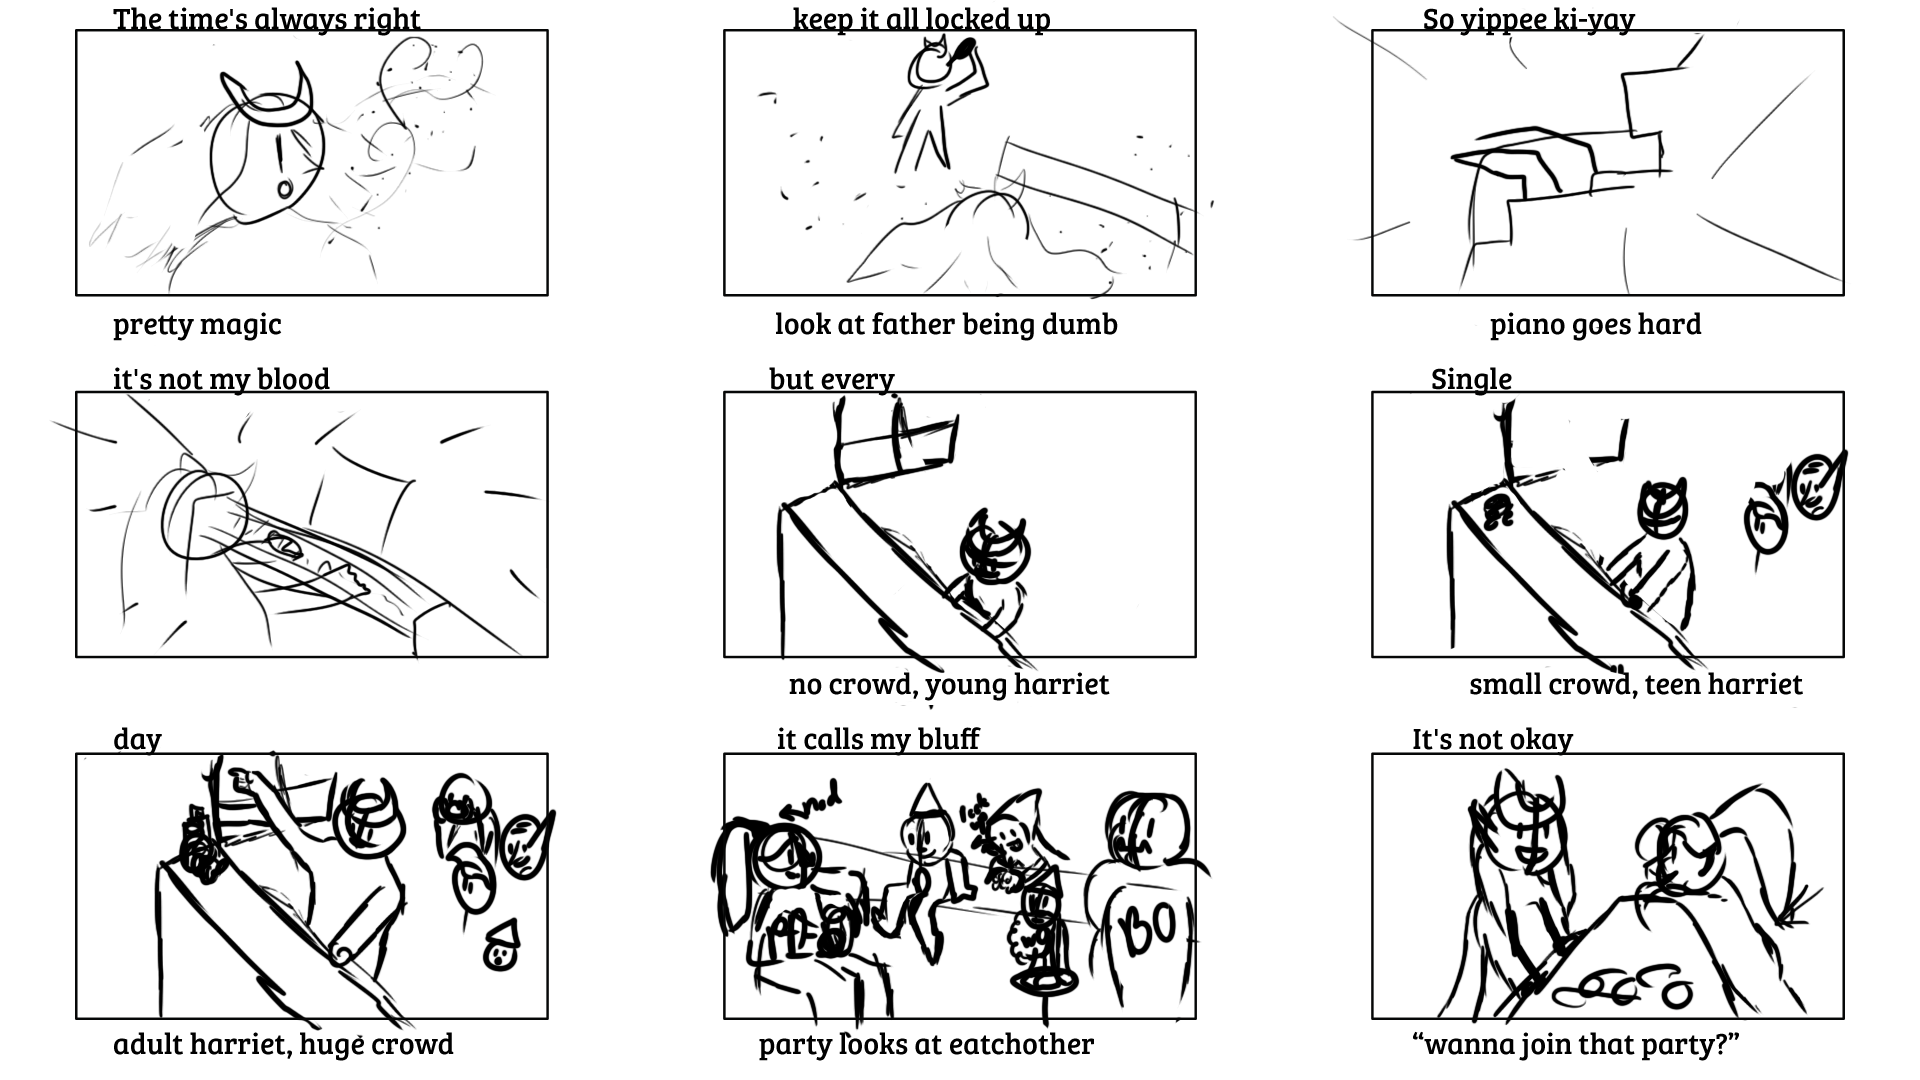 The time's always right
keep it all locked up
So yippee ki-yay
pretty magic
look at father being dumb
piano goes hard
it's not my blood
but every
Single
no crowd, young harriet
small crowd, teen harriet
day
it calls my bluff
It's not okay
nod
BO
adult harriet, huge crowd
party looks at eatchother
“wanna join that party?”